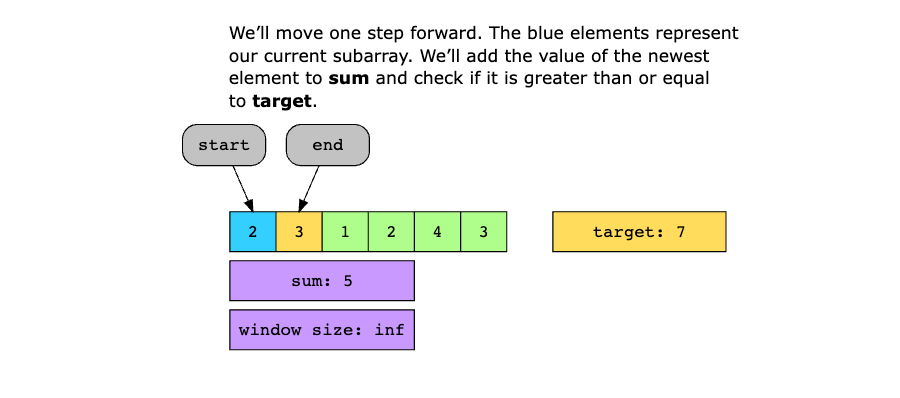 We’ll move one step forward. The blue elements represent
our current subarray. We’ll add the value of the newest
element to sum and check if it is greater than or equal
to target.
start end
2 3 1 2 4 3 target: 7
sum: 5
window size: inf